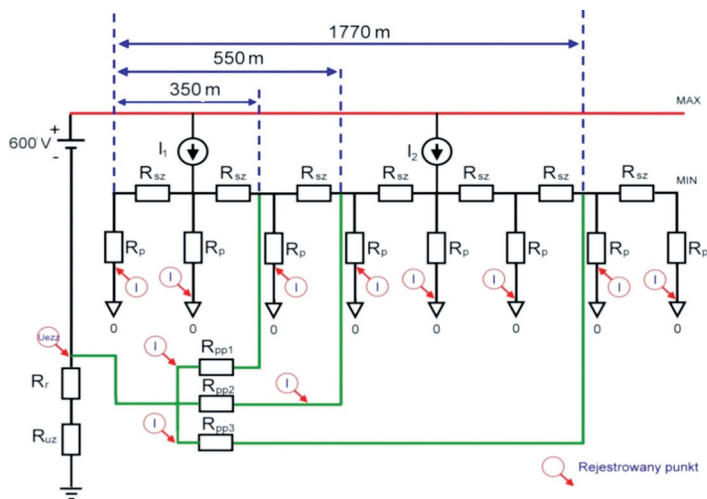 1770 m
550 m
350 m
MAX
+
600 V
-
I1
I2
Rsz Rsz Rsz Rsz Rsz Rsz Rsz
MIN
Rp Rp Rp Rp Rp Rp Rp Rp
I I I I I I I I
0 0 0 0 0 0 0 0
Uezz
I Rpp1
Rpp2 I
I Rpp3
Rr
Ruz
Rejestrowany punkt